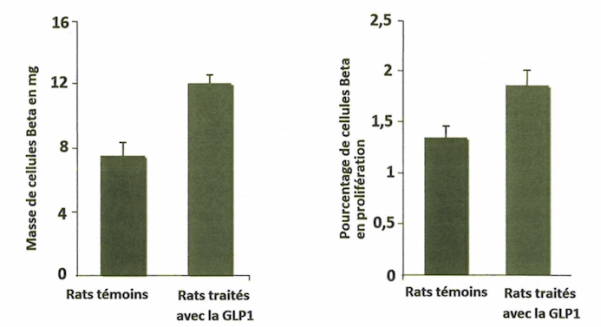 Masse de cellules Beta en mg
16
12
8
4
0
Rats témoins
Rats traités
avec la GLP1
Pourcentage de cellules Beta
en prolifération
2,5
2
1,5
1
0,5
0
Rats témoins
Rats traités
avec la GLP1